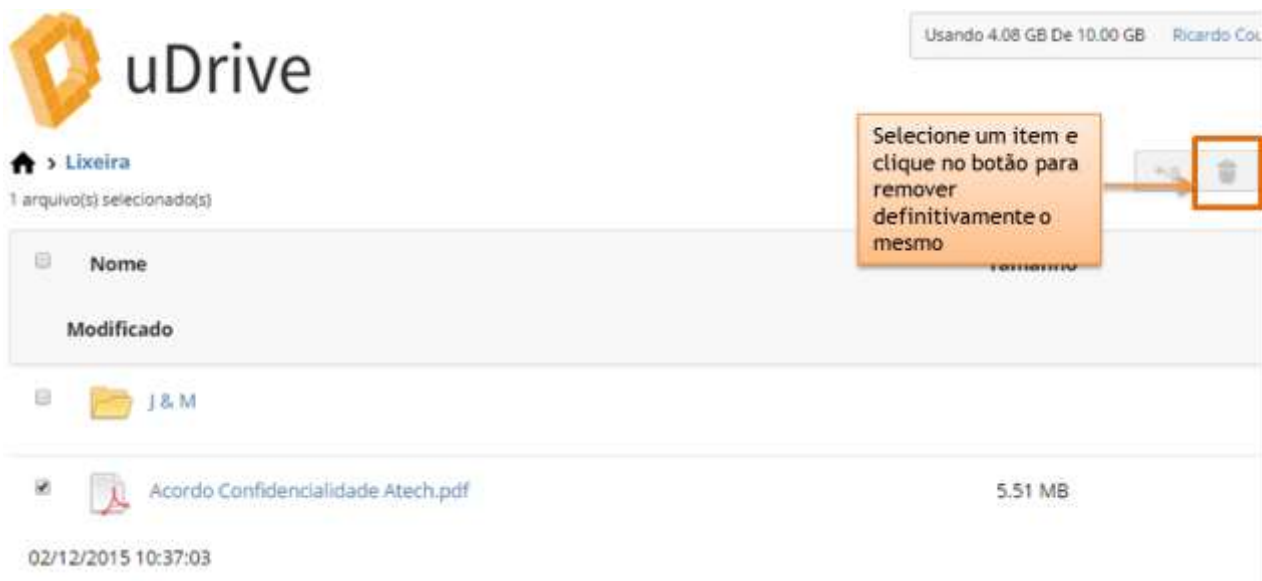 uDrive
Usando 4.08 GB De 10.00 GB Ricardo
Selecione um item e
clique no botão para
remover
definitivamente o
mesmo
> Lixeira
1 arquivo(s) selecionado(s)
Nome Tamanho
Modificado
J & M
Acordo Confidencialidade Atech.pdf 5.51 MB
02/12/2015 10:37:03